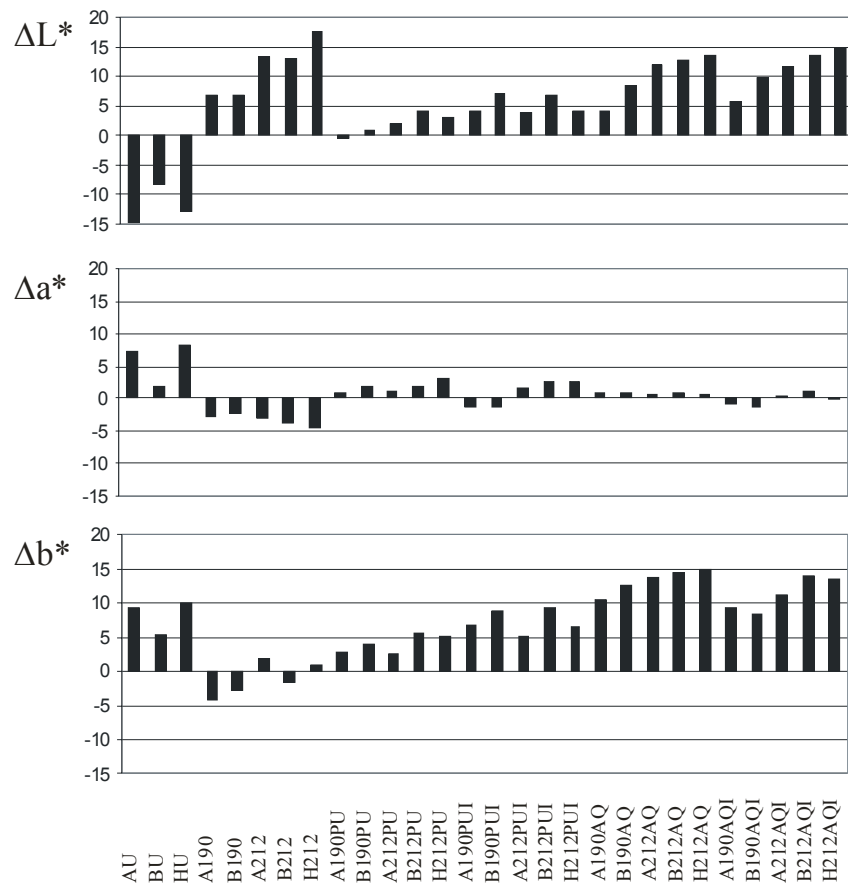 ΔL*
20
15
10
5
0
-5
-10
-15
Δa*
20
15
10
5
0
-5
-10
-15
Δb*
20
15
10
5
0
-5
-10
-15
AU
BU
HU
A190
B190
A212
B212
H212
A190PU
B190PU
A212PU
B212PU
H212PU
A190PUI
B190PUI
A212PUI
B212PUI
H212PUI
A190AQ
B190AQ
A212AQ
B212AQ
H212AQ
A190AQI
B190AQI
A212AQI
B212AQI
H212AQI